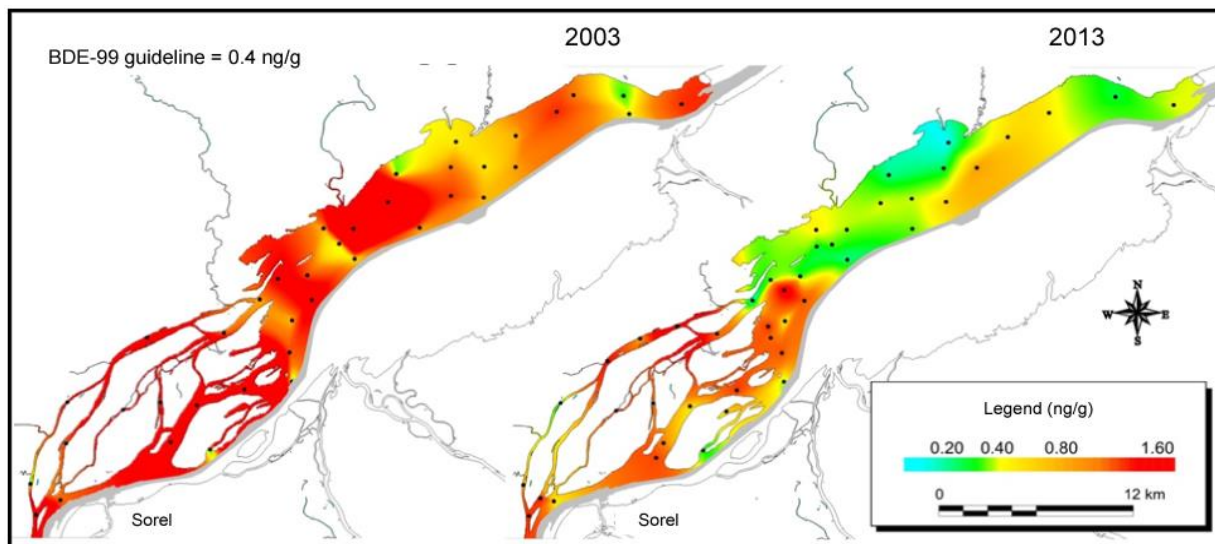 2003
2013
BDE-99 guideline = 0.4 ng/g
N
W E
S
Legend (ng/g)
0.20 0.40 0.80 1.60
0 12 km
Sorel
Sorel